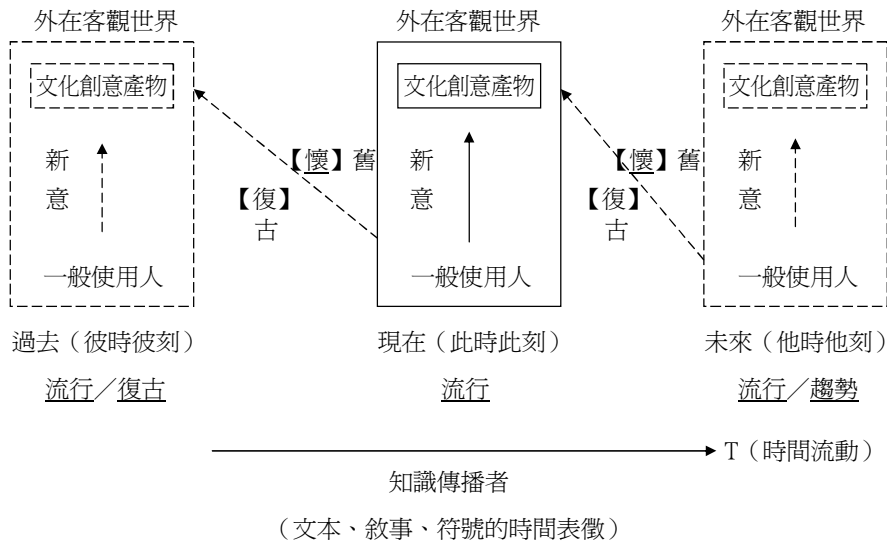 外在客觀世界
外在客觀世界
外在客觀世界
文化創意產物
文化創意產物
文化創意產物
新
意
【懷】舊
【復】
古
新
意
【懷】舊
【復】
古
新
意
一般使用人
一般使用人
一般使用人
過去（彼時彼刻）
現在（此時此刻）
未來（他時他刻）
流行／復古
流行
流行／趨勢
T（時間流動）
知識傳播者
（文本、敘事、符號的時間表徵）